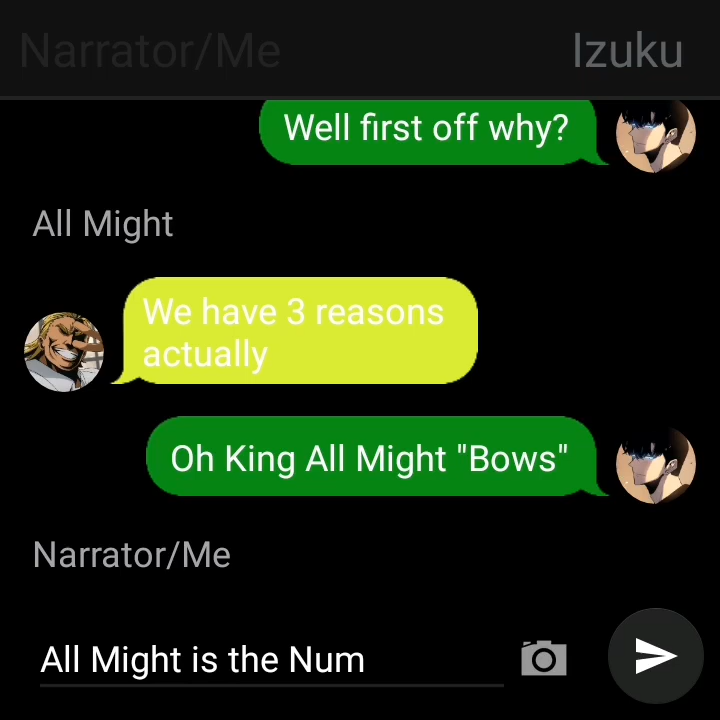 Narrator/Me
Izuku
Well first off why?
All Might
We have 3 reasons
actually
Oh King All Might "Bows"
Narrator/Me
All Might is the Num